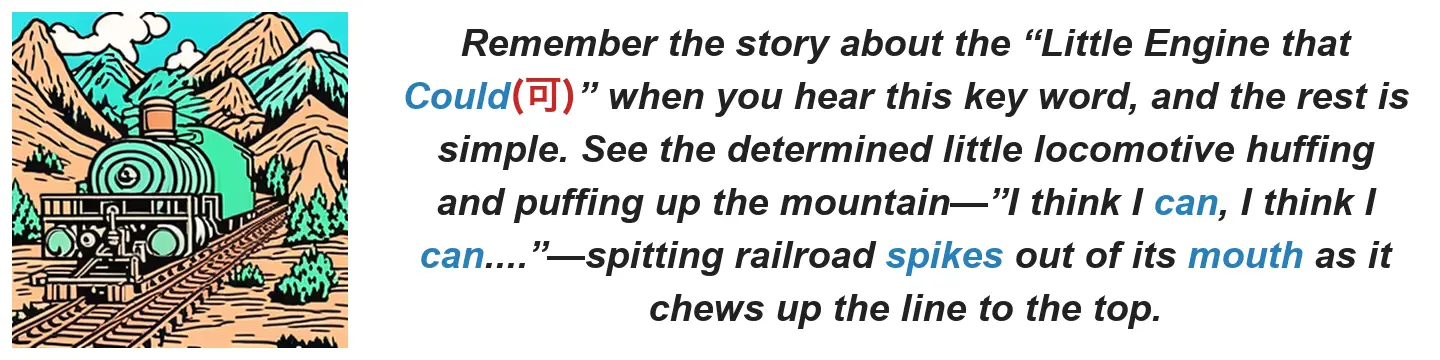 Remember the story about the “Little Engine that
Could(可)” when you hear this key word, and the rest is
simple. See the determined little locomotive huffing
and puffing up the mountain—”I think I can, I think I
can....”—spitting railroad spikes out of its mouth as it
chews up the line to the top.